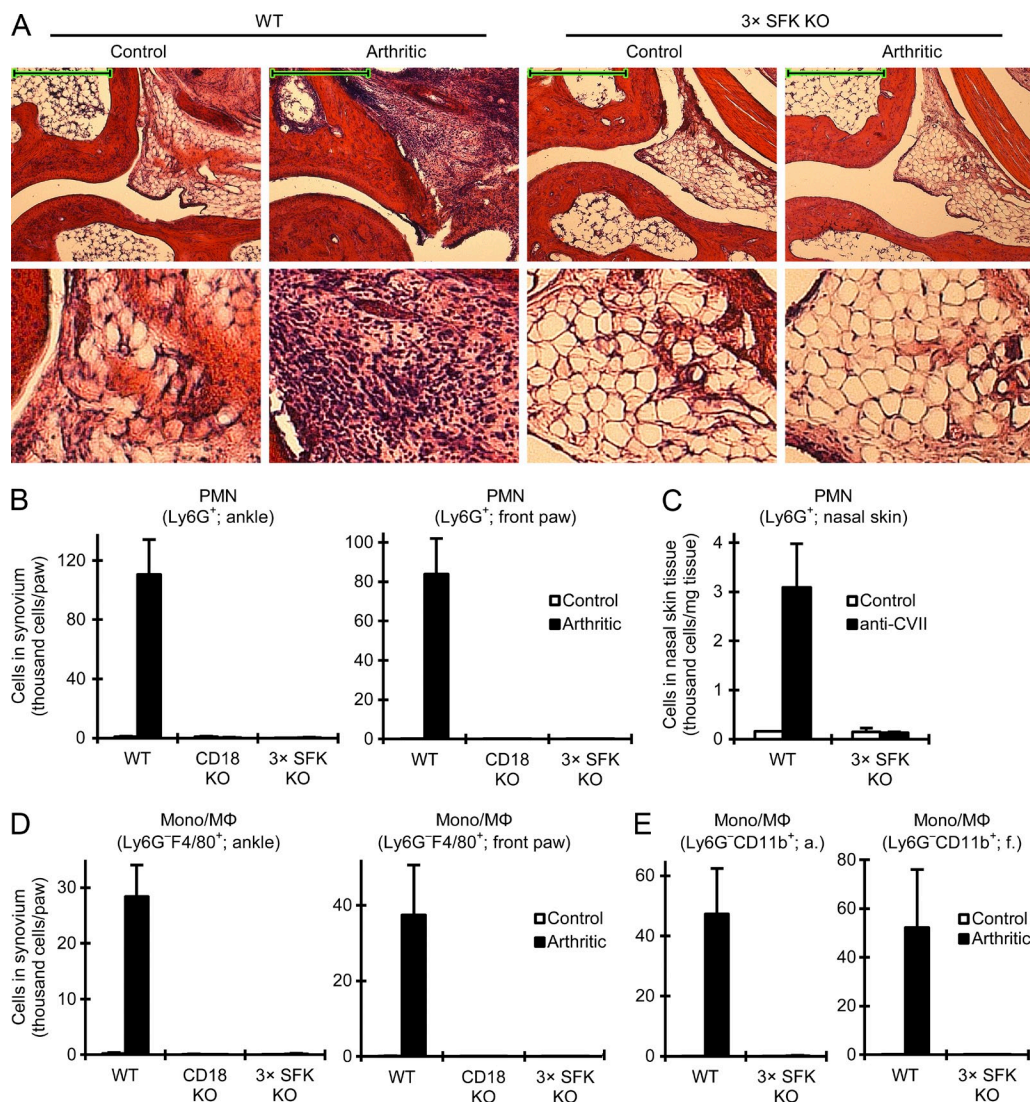 A
WT
3× SFK KO
Control
Arthritic
Control
Arthritic
B
PMN
(Ly6G⁺; ankle)
Cells in synovium
(thousand cells/paw)
120
80
40
0
WT
CD18
KO
3× SFK
KO
PMN
(Ly6G⁺; front paw)
100
80
60
40
20
0
Control
Arthritic
WT
CD18
KO
3× SFK
KO
C
PMN
(Ly6G⁺; nasal skin)
Cells in nasal skin tissue
(thousand cells/mg tissue)
4
3
2
1
0
Control
anti-CVII
WT
3× SFK
KO
D
Mono/MΦ
(Ly6G⁻F4/80⁺; ankle)
Cells in synovium
(thousand cells/paw)
30
20
10
0
WT
CD18
KO
3× SFK
KO
Mono/MΦ
(Ly6G⁻F4/80⁺; front paw)
40
20
0
Control
Arthritic
WT
CD18
KO
3× SFK
KO
E
Mono/MΦ
(Ly6G⁻CD11b⁺; a.)
60
40
20
0
WT
3× SFK
KO
Mono/MΦ
(Ly6G⁻CD11b⁺; f.)
80
60
40
20
0
Control
Arthritic
WT
3× SFK
KO